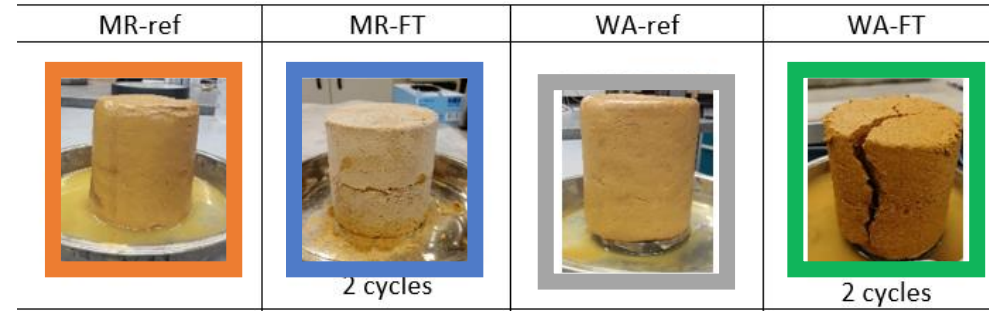 MR-ref
MR-FT
WA-ref
WA-FT
2 cycles
2 cycles